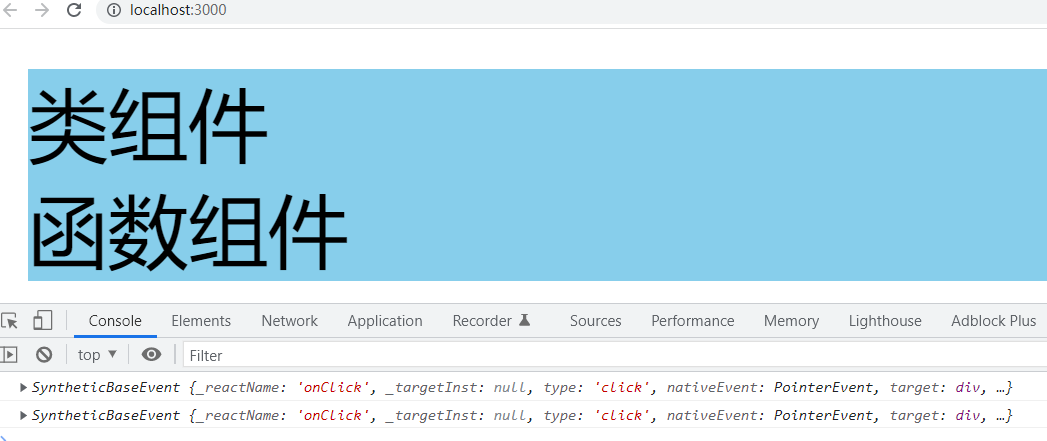 localhost:3000
类组件
函数组件
Console Elements Network Application Recorder Sources Performance Memory Lighthouse Adblock Plus
top Filter
SyntheticBaseEvent {_reactName: 'onClick', _targetInst: null, type: 'click', nativeEvent: PointerEvent, target: div, …}
SyntheticBaseEvent {_reactName: 'onClick', _targetInst: null, type: 'click', nativeEvent: PointerEvent, target: div, …}